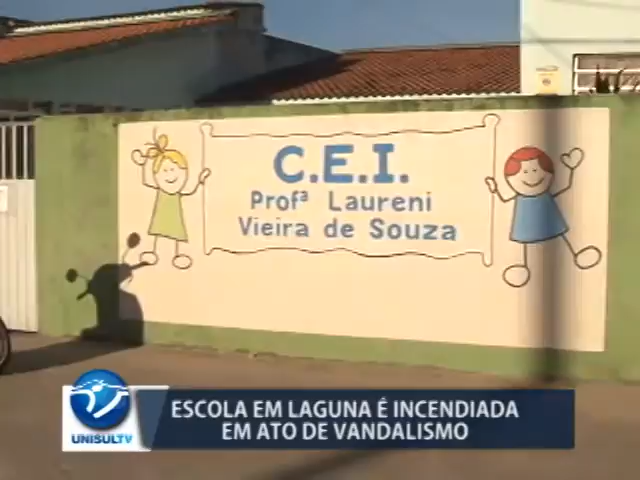 C.E.I.
Profª Laureni
Vieira de Souza
ESCOLA EM LAGUNA É INCENDIADA
EM ATO DE VANDALISMO
UNISULTV